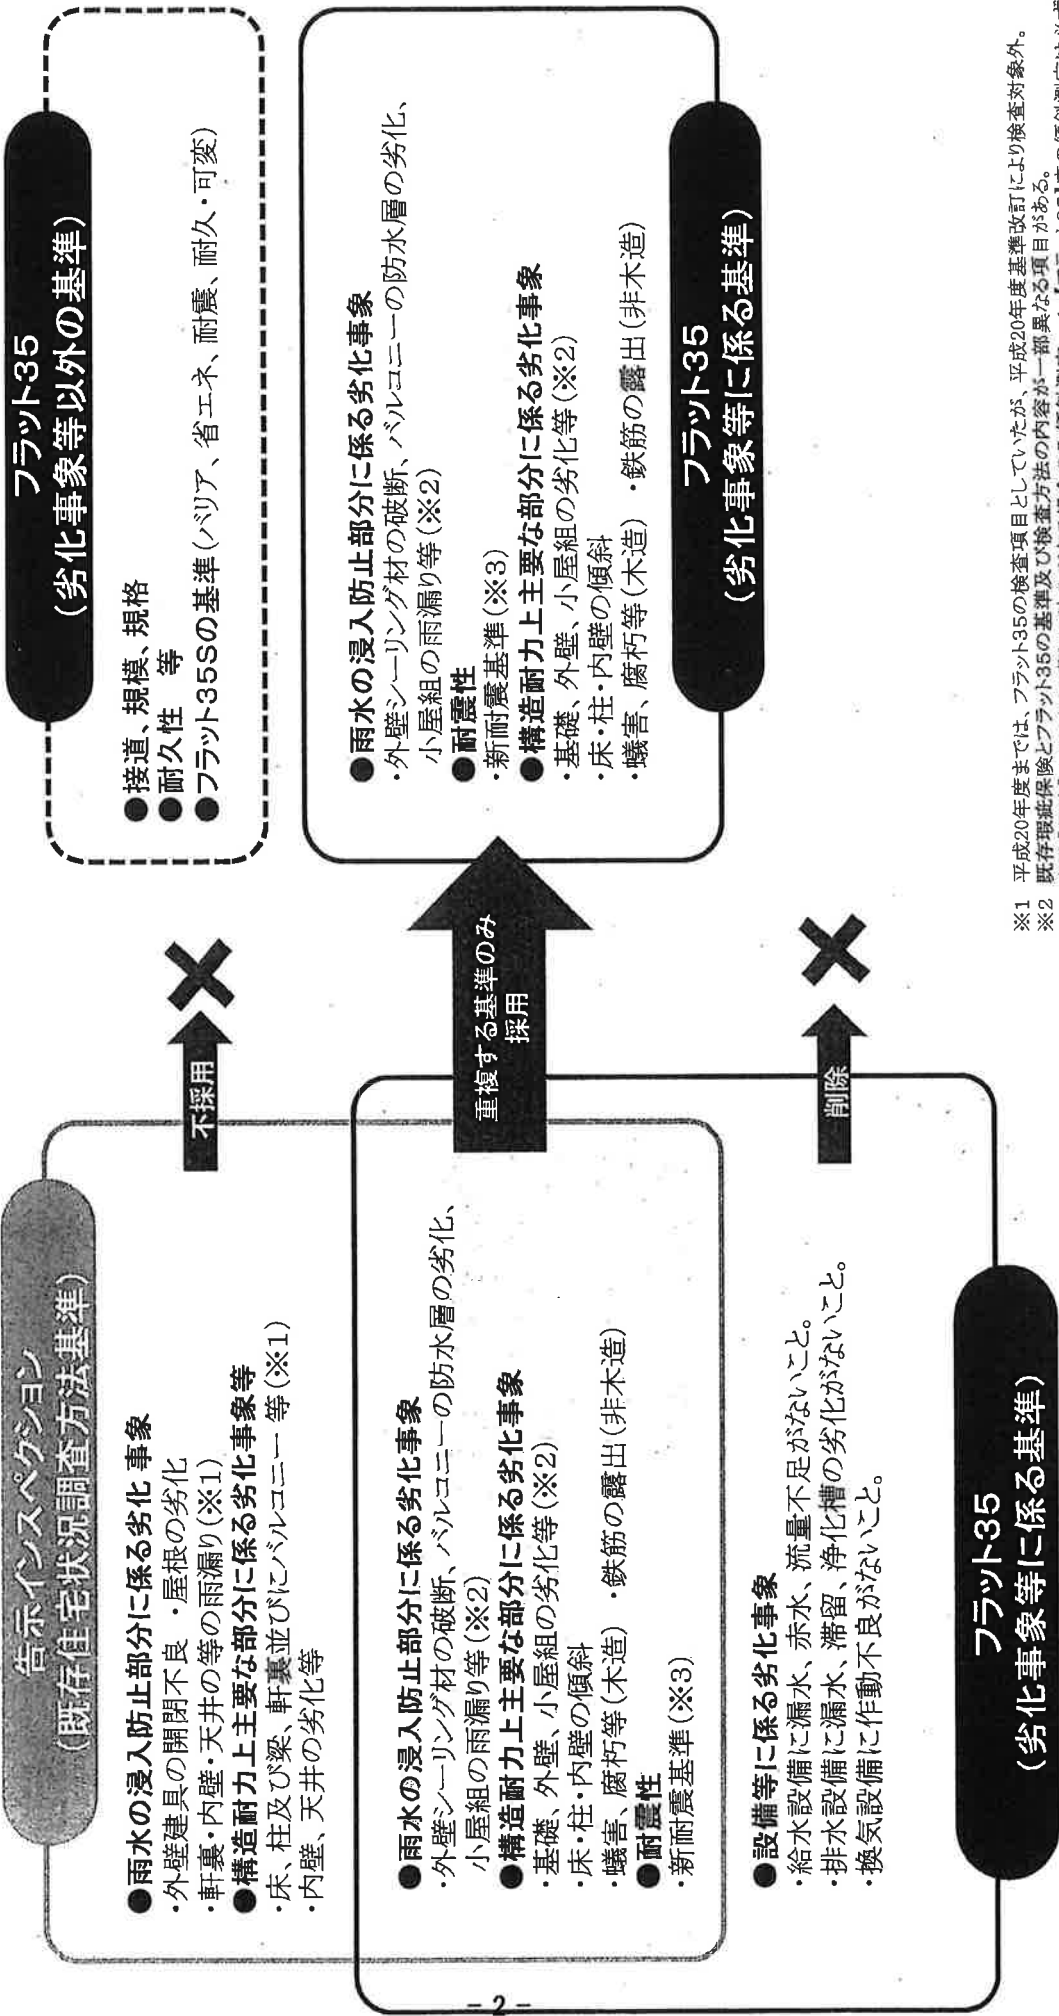 告示インスペクション
(既存住宅状況調査方法基準)
●雨水の浸入防止部分に係る劣化 事象
・外壁建具の開閉不良 ・屋根の劣化
・軒裏・内壁・天井の等の雨漏り(※1)
●構造耐力上主要な部分に係る劣化事象等
・床、柱及び梁、軒裏並びにバルコニー 等(※1)
・内壁、天井の劣化等
●雨水の浸入防止部分に係る劣化事象
・外壁シーリング材の破断、バルコニーの防水層の劣化、
小屋組の雨漏り等(※2)
●構造耐力上主要な部分に係る劣化事象
・基礎、外壁、小屋組の劣化等(※2)
・床・柱・内壁の傾斜
・蟻害、腐朽等(木造) ・鉄筋の露出(非木造)
●耐震性
・新耐震基準(※3)
●設備等に係る劣化事象
・給水設備に漏水、赤水、流量不足がないこと。
・排水設備に漏水、滞留、浄化槽の劣化がないこと。
・換気設備に作動不良がないこと。
フラット35
(劣化事象等に係る基準)
不採用
重複する基準のみ
採用
削除
フラット35
(劣化事象等以外の基準)
●接道、規模、規格
●耐久性 等
●フラット35Sの基準(バリア、省エネ、耐震、耐久・可変)
●雨水の浸入防止部分に係る劣化事象
・外壁シーリング材の破断、バルコニーの防水層の劣化、
小屋組の雨漏り等(※2)
●耐震性
・新耐震基準(※3)
●構造耐力上主要な部分に係る劣化事象
・基礎、外壁、小屋組の劣化等(※2)
・床・柱・内壁の傾斜
・蟻害、腐朽等(木造) ・鉄筋の露出(非木造)
フラット35
(劣化事象等に係る基準)
※1 平成20年度までは、フラット35の検査項目としていたが、平成20年度基準改訂により検査対象外。
※2 既存瑕疵保険とフラット35の基準及び検査方法の内容が一部異なる項目がある。
- 2 -